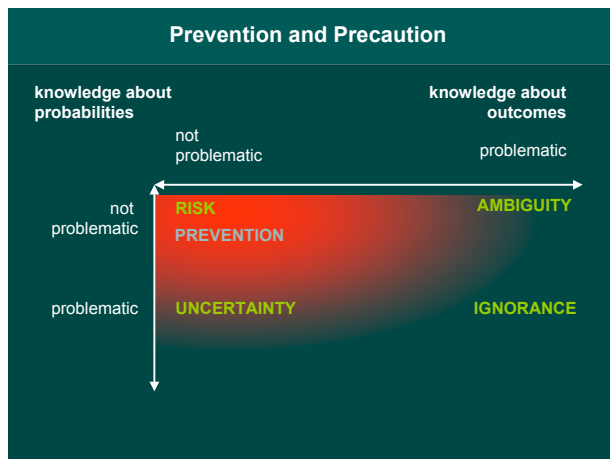 Prevention and Precaution
knowledge about
probabilities
knowledge about
outcomes
not
problematic
problematic
not
problematic
RISK
AMBIGUITY
PREVENTION
problematic
UNCERTAINTY
IGNORANCE